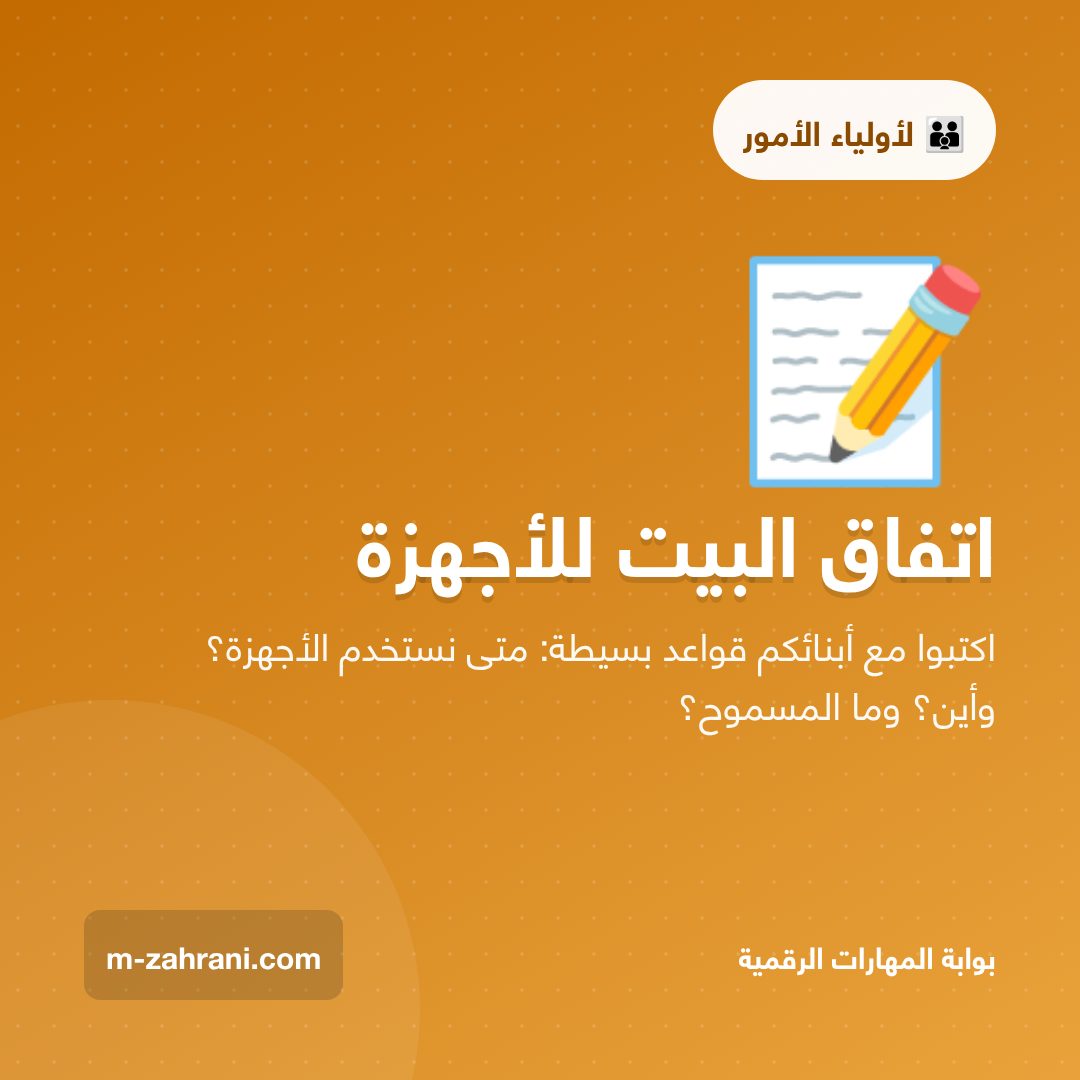 لأولياء الأمور
اتفاق البيت للأجهزة
اكتبوا مع أبنائكم قواعد بسيطة: متى نستخدم الأجهزة؟
وأين؟ وما المسموح؟
بوابة المهارات الرقمية
m-zahrani.com